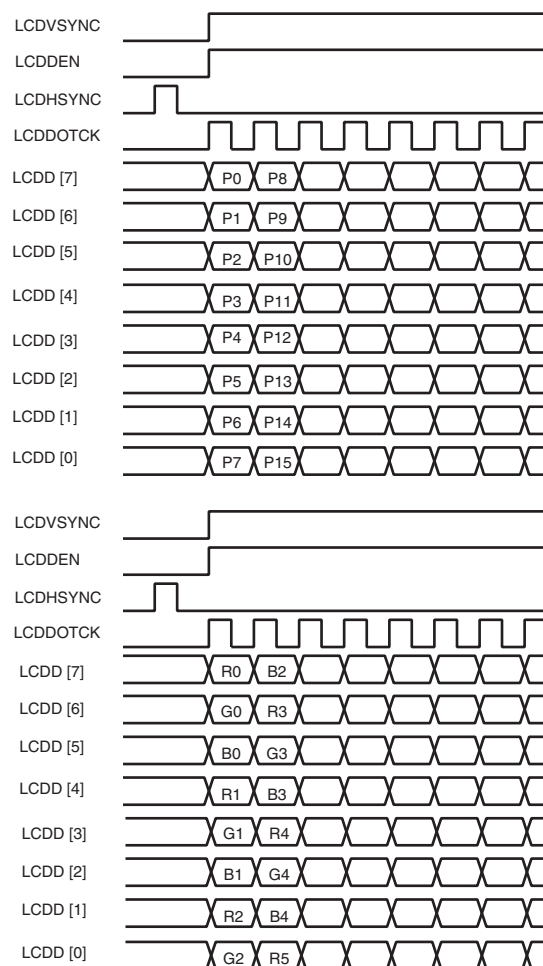 LCDVSYNC
LCDDEN
LCDHSYNC
LCDDOTCK
LCDD [7] P0 P8
LCDD [6] P1 P9
LCDD [5] P2 P10
LCDD [4] P3 P11
LCDD [3] P4 P12
LCDD [2] P5 P13
LCDD [1] P6 P14
LCDD [0] P7 P15
LCDVSYNC
LCDDEN
LCDHSYNC
LCDDOTCK
LCDD [7] R0 B2
LCDD [6] G0 R3
LCDD [5] B0 G3
LCDD [4] R1 B3
LCDD [3] G1 R4
LCDD [2] B1 G4
LCDD [1] R2 B4
LCDD [0] G2 R5